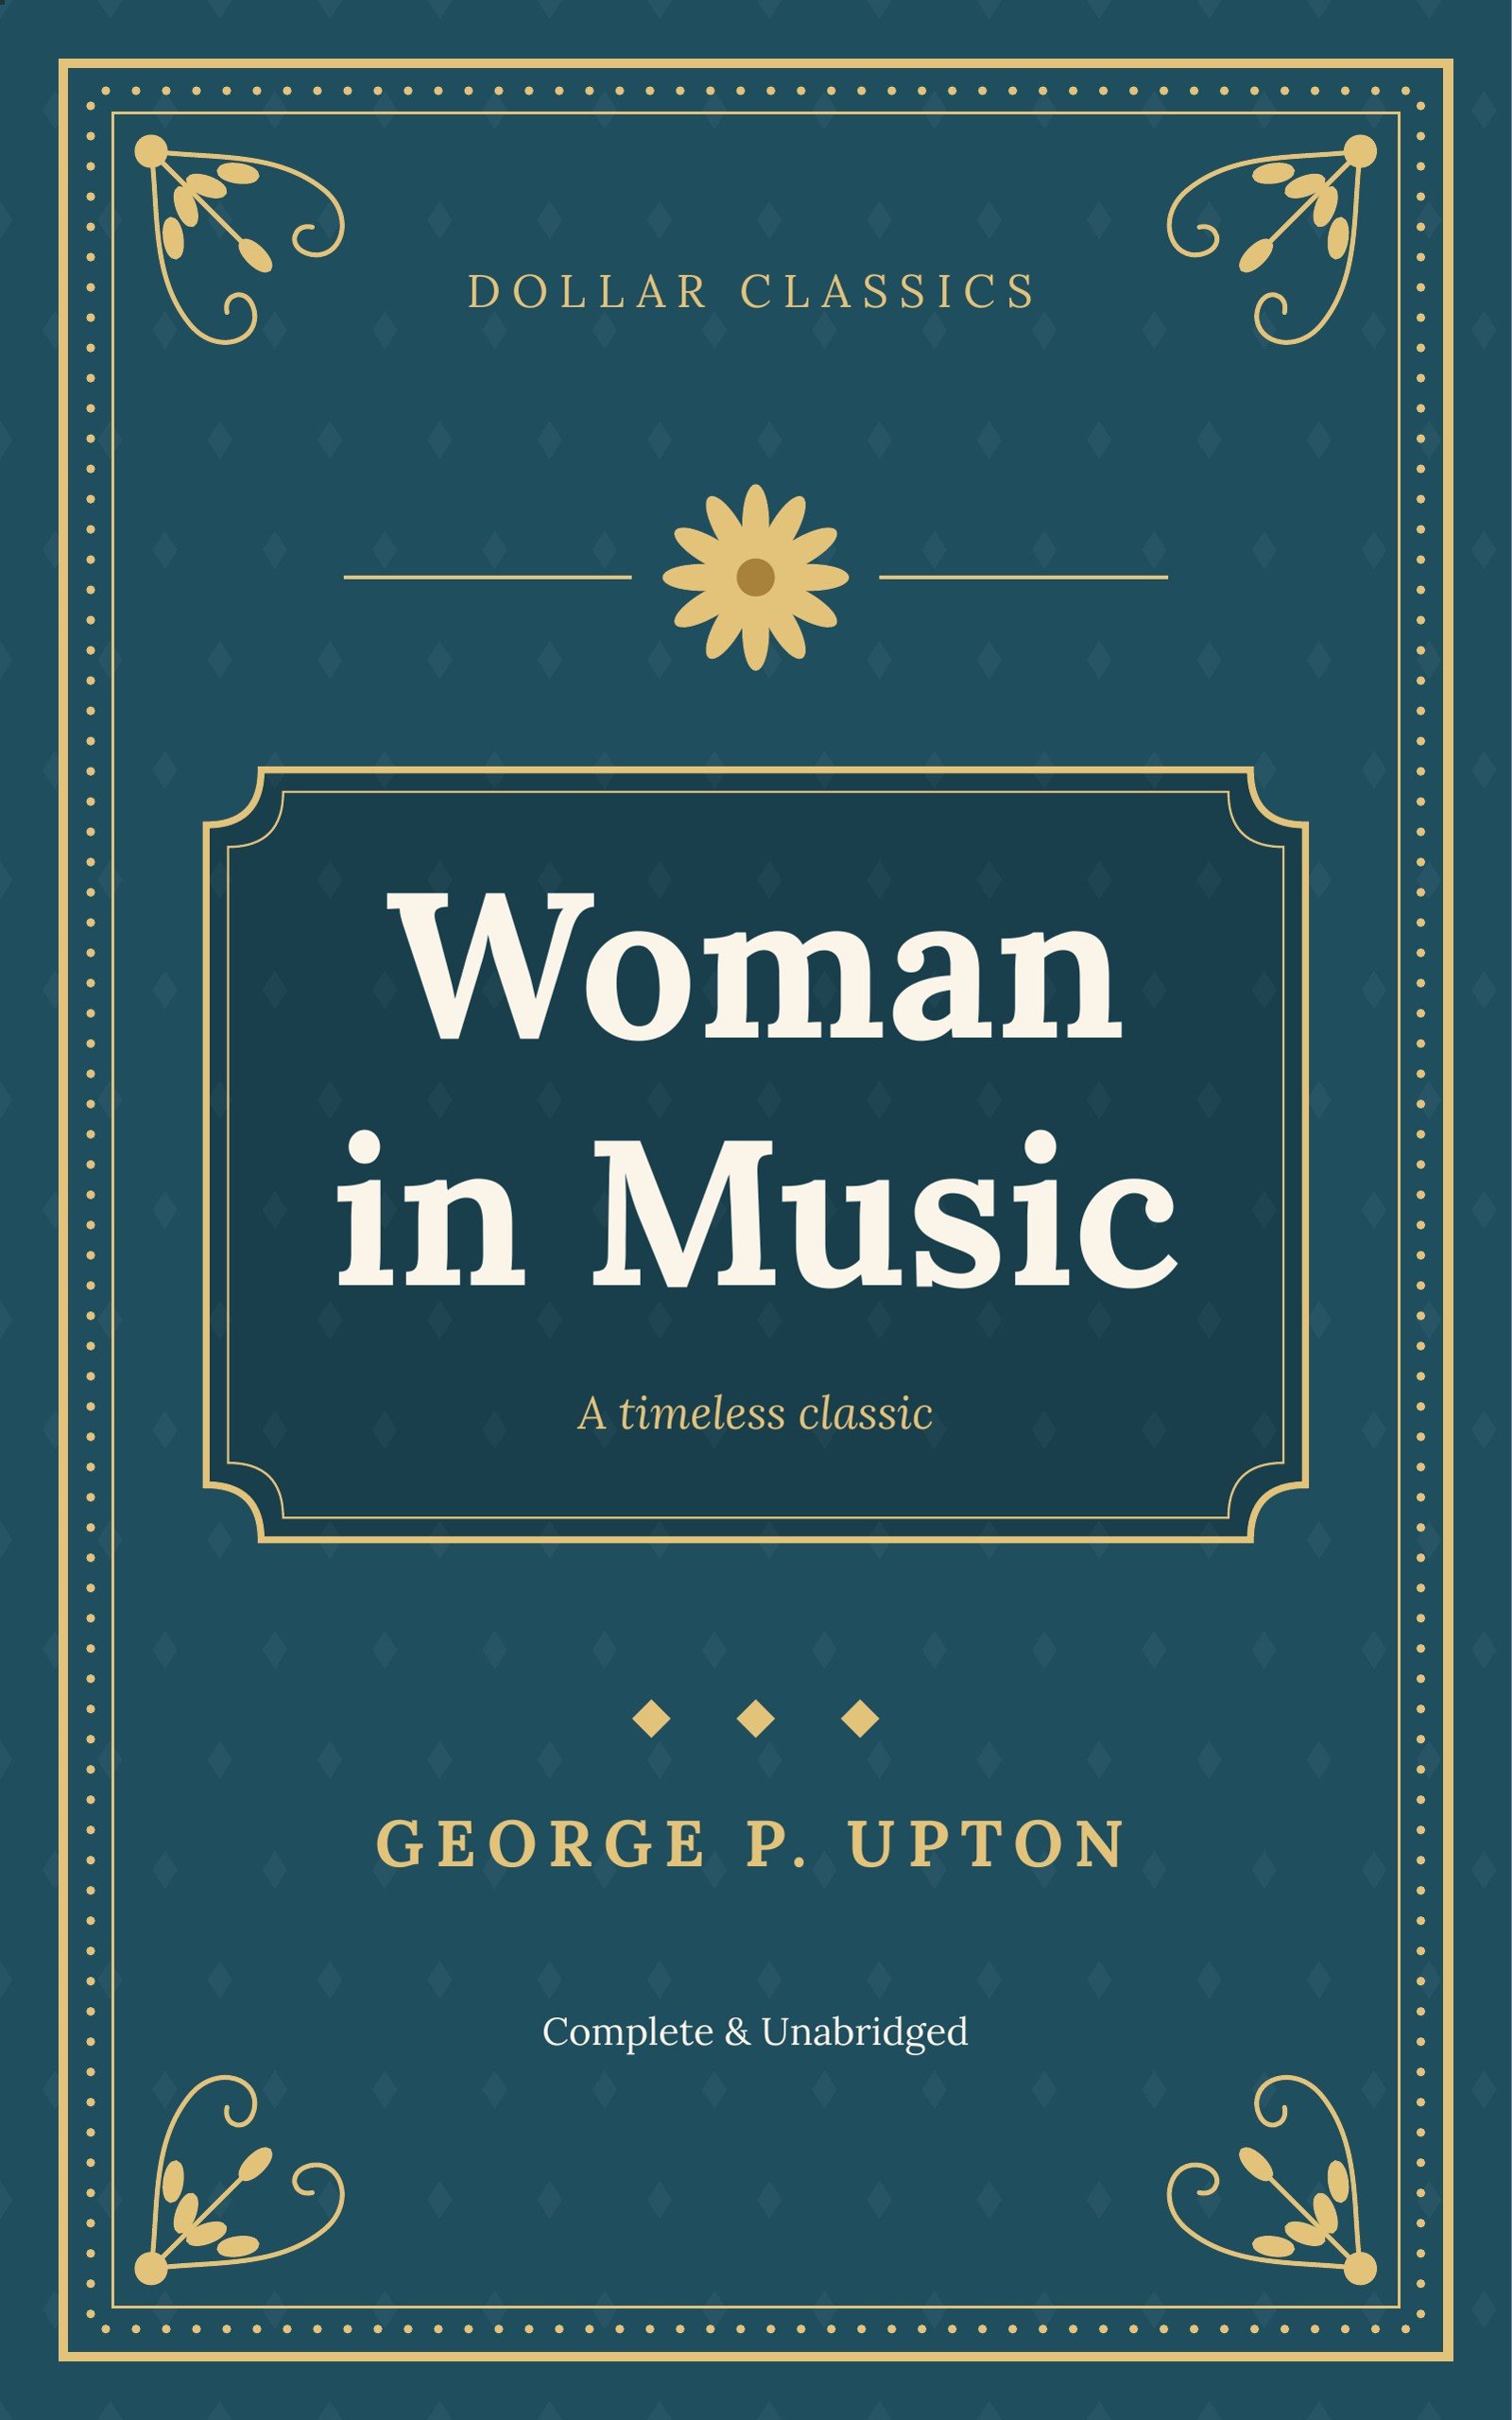 DOLLAR CLASSICS
Woman
in Music
A timeless classic
GEORGE P. UPTON
Complete & Unabridged